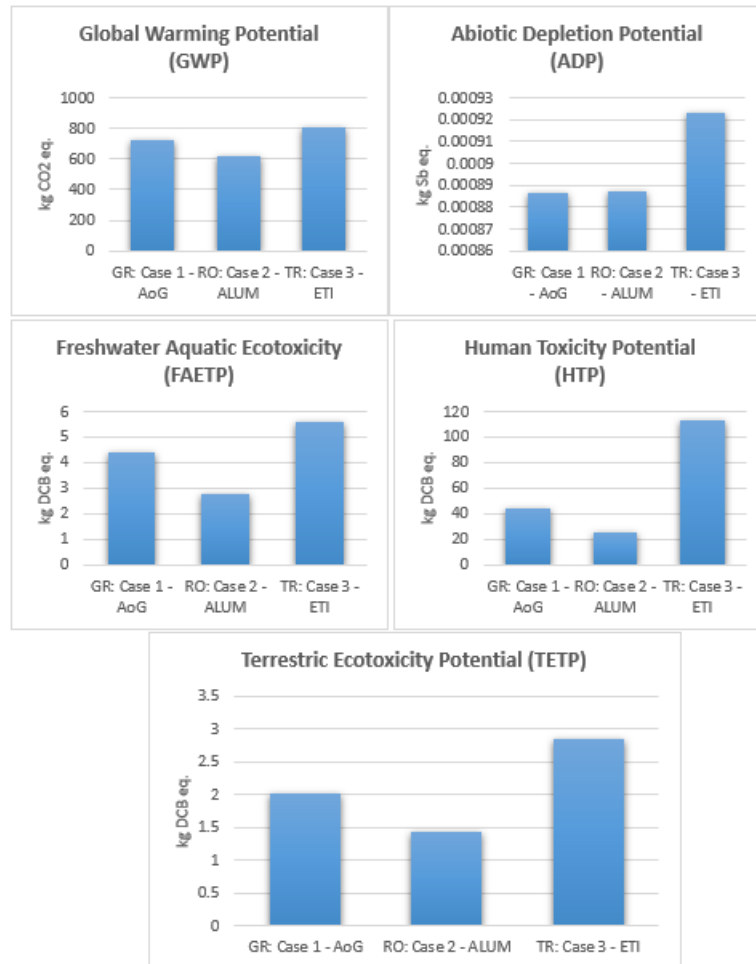 Global Warming Potential
(GWP)
kg CO2 eq.
1000
800
600
400
200
0
GR: Case 1 - RO: Case 2 - TR: Case 3 -
AoG ALUM ETI
Abiotic Depletion Potential
(ADP)
kg Sb eq.
0.00093
0.00092
0.00091
0.0009
0.00089
0.00088
0.00087
0.00086
GR: Case 1 RO: Case 2 TR: Case 3
- AoG - ALUM - ETI
Freshwater Aquatic Ecotoxicity
(FAETP)
kg DCB eq.
6
5
4
3
2
1
0
GR: Case 1 - RO: Case 2 - TR: Case 3 -
AoG ALUM ETI
Human Toxicity Potential
(HTP)
kg DCB eq.
120
100
80
60
40
20
0
GR: Case 1 - RO: Case 2 - TR: Case 3 -
AoG ALUM ETI
Terrestric Ecotoxicity Potential (TETP)
kg DCB eq.
3.5
3
2.5
2
1.5
1
0.5
0
GR: Case 1 - AoG RO: Case 2 - ALUM TR: Case 3 - ETI